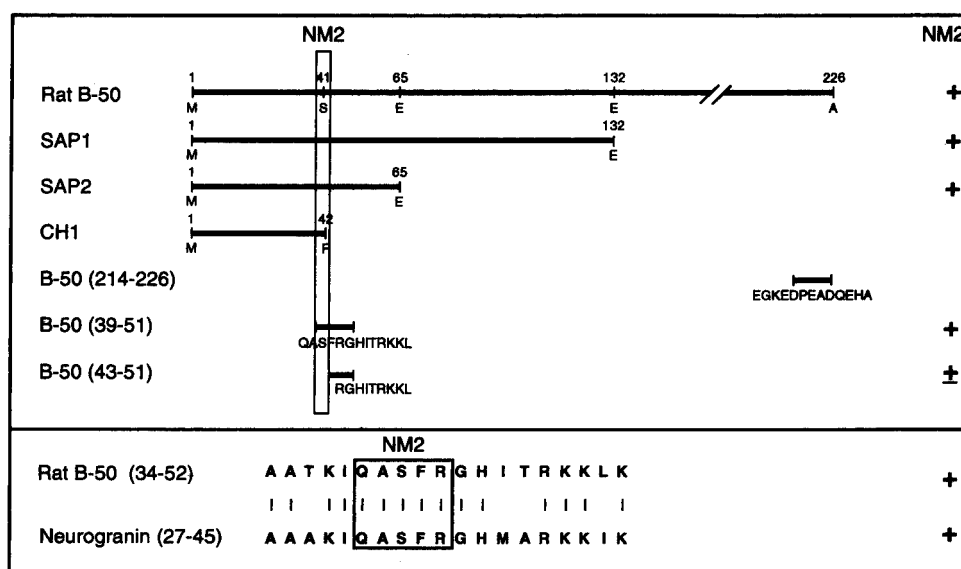 NM2 NM2
1 41 65 132 226
Rat B-50 +
M S E E A
1 132
SAP1 +
M E
1 65
SAP2 +
M E
1 42
CH1
M F
B-50 (214-226)
EGKEDPEADQEHA
B-50 (39-51) +
QASFRGHITRKKL
B-50 (43-51) ±
RGHITRKKL
NM2
Rat B-50 (34-52) A A T K I Q A S F R G H I T R K K L K +
I I I I I I I I I I I I I I I I
Neurogranin (27-45) A A A K I Q A S F R G H M A R K K I K +